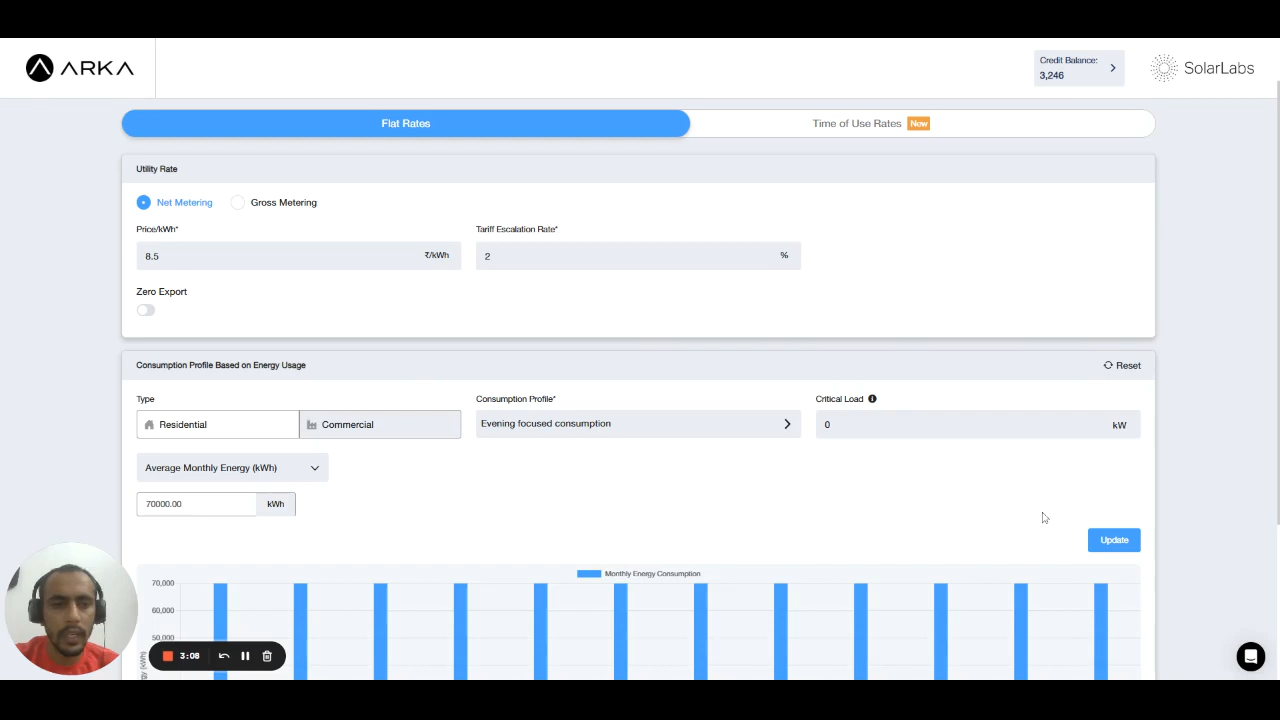 ARKA
Credit Balance:
3,246
SolarLabs
Flat Rates
Time of Use Rates New
Utility Rate
Net Metering
Gross Metering
Price/kWh*
Tariff Escalation Rate*
8.5 ₹/kWh
2 %
Zero Export
Consumption Profile Based on Energy Usage
Reset
Type
Consumption Profile*
Critical Load
Residential
Commercial
Evening focused consumption
0 kW
Average Monthly Energy (kWh)
70000.00 kWh
Update
Monthly Energy Consumption
70,000
60,000
50,000
3:08